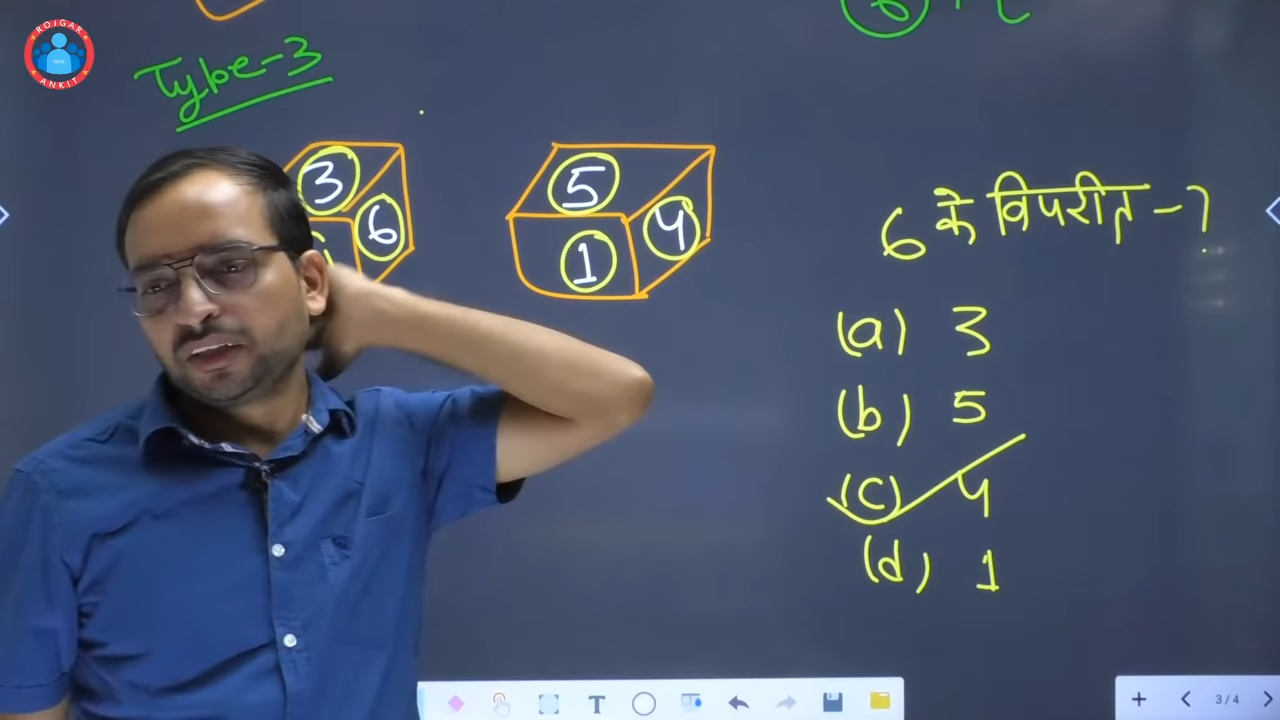 ROJGAR
ANKIT
Type-3
3
6
5
1
4
6 के विपरीत - ?
(a) 3
(b) 5
(c) 4
(d) 1
T
3/4